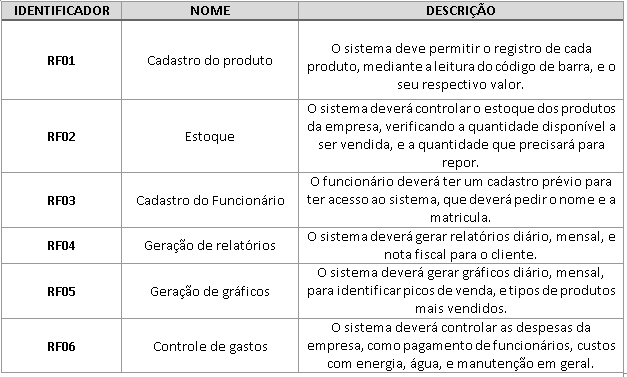 IDENTIFICADOR NOME DESCRIÇÃO
RF01 Cadastro do produto
O sistema deve permitir o registro de cada
produto, mediante a leitura do código de barra, e o
seu respectivo valor.
RF02 Estoque
O sistema deverá controlar o estoque dos produtos
da empresa, verificando a quantidade disponível a
ser vendida, e a quantidade que precisará para
repor.
RF03 Cadastro do Funcionário
O funcionário deverá ter um cadastro prévio para
ter acesso ao sistema, que deverá pedir o nome e a
matricula.
RF04 Geração de relatórios
O sistema deverá gerar relatórios diário, mensal, e
nota fiscal para o cliente.
RF05 Geração de gráficos
O sistema deverá gerar gráficos diário, mensal,
para identificar picos de venda, e tipos de produtos
mais vendidos.
RF06 Controle de gastos
O sistema deverá controlar as despesas da
empresa, como pagamento de funcionários, custos
com energia, água, e manutenção em geral.